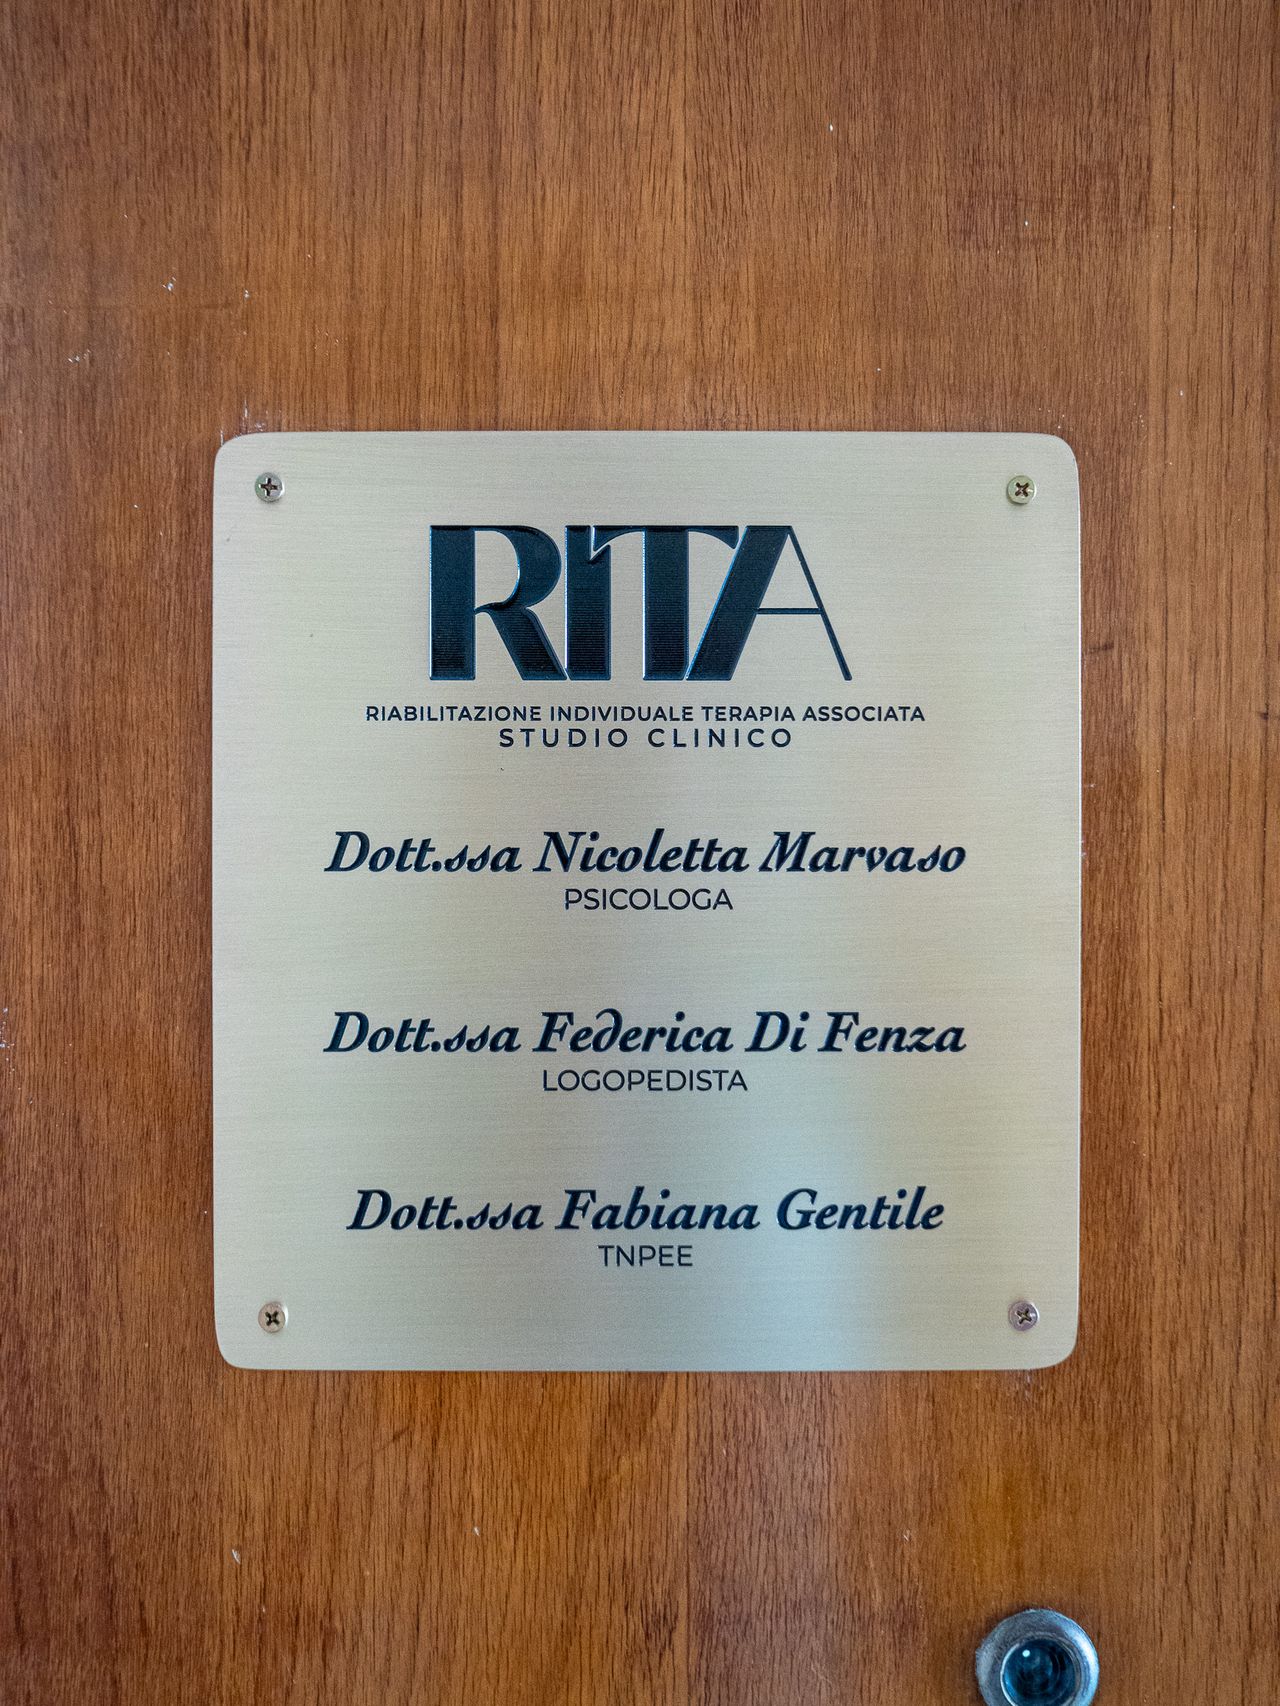 RITA
RIABILITAZIONE INDIVIDUALE TERAPIA ASSOCIATA
STUDIO CLINICO
Dott.ssa Nicoletta Marvaso
PSICOLOGA
Dott.ssa Federica Di Fenza
LOGOPEDISTA
Dott.ssa Fabiana Gentile
TNPEE